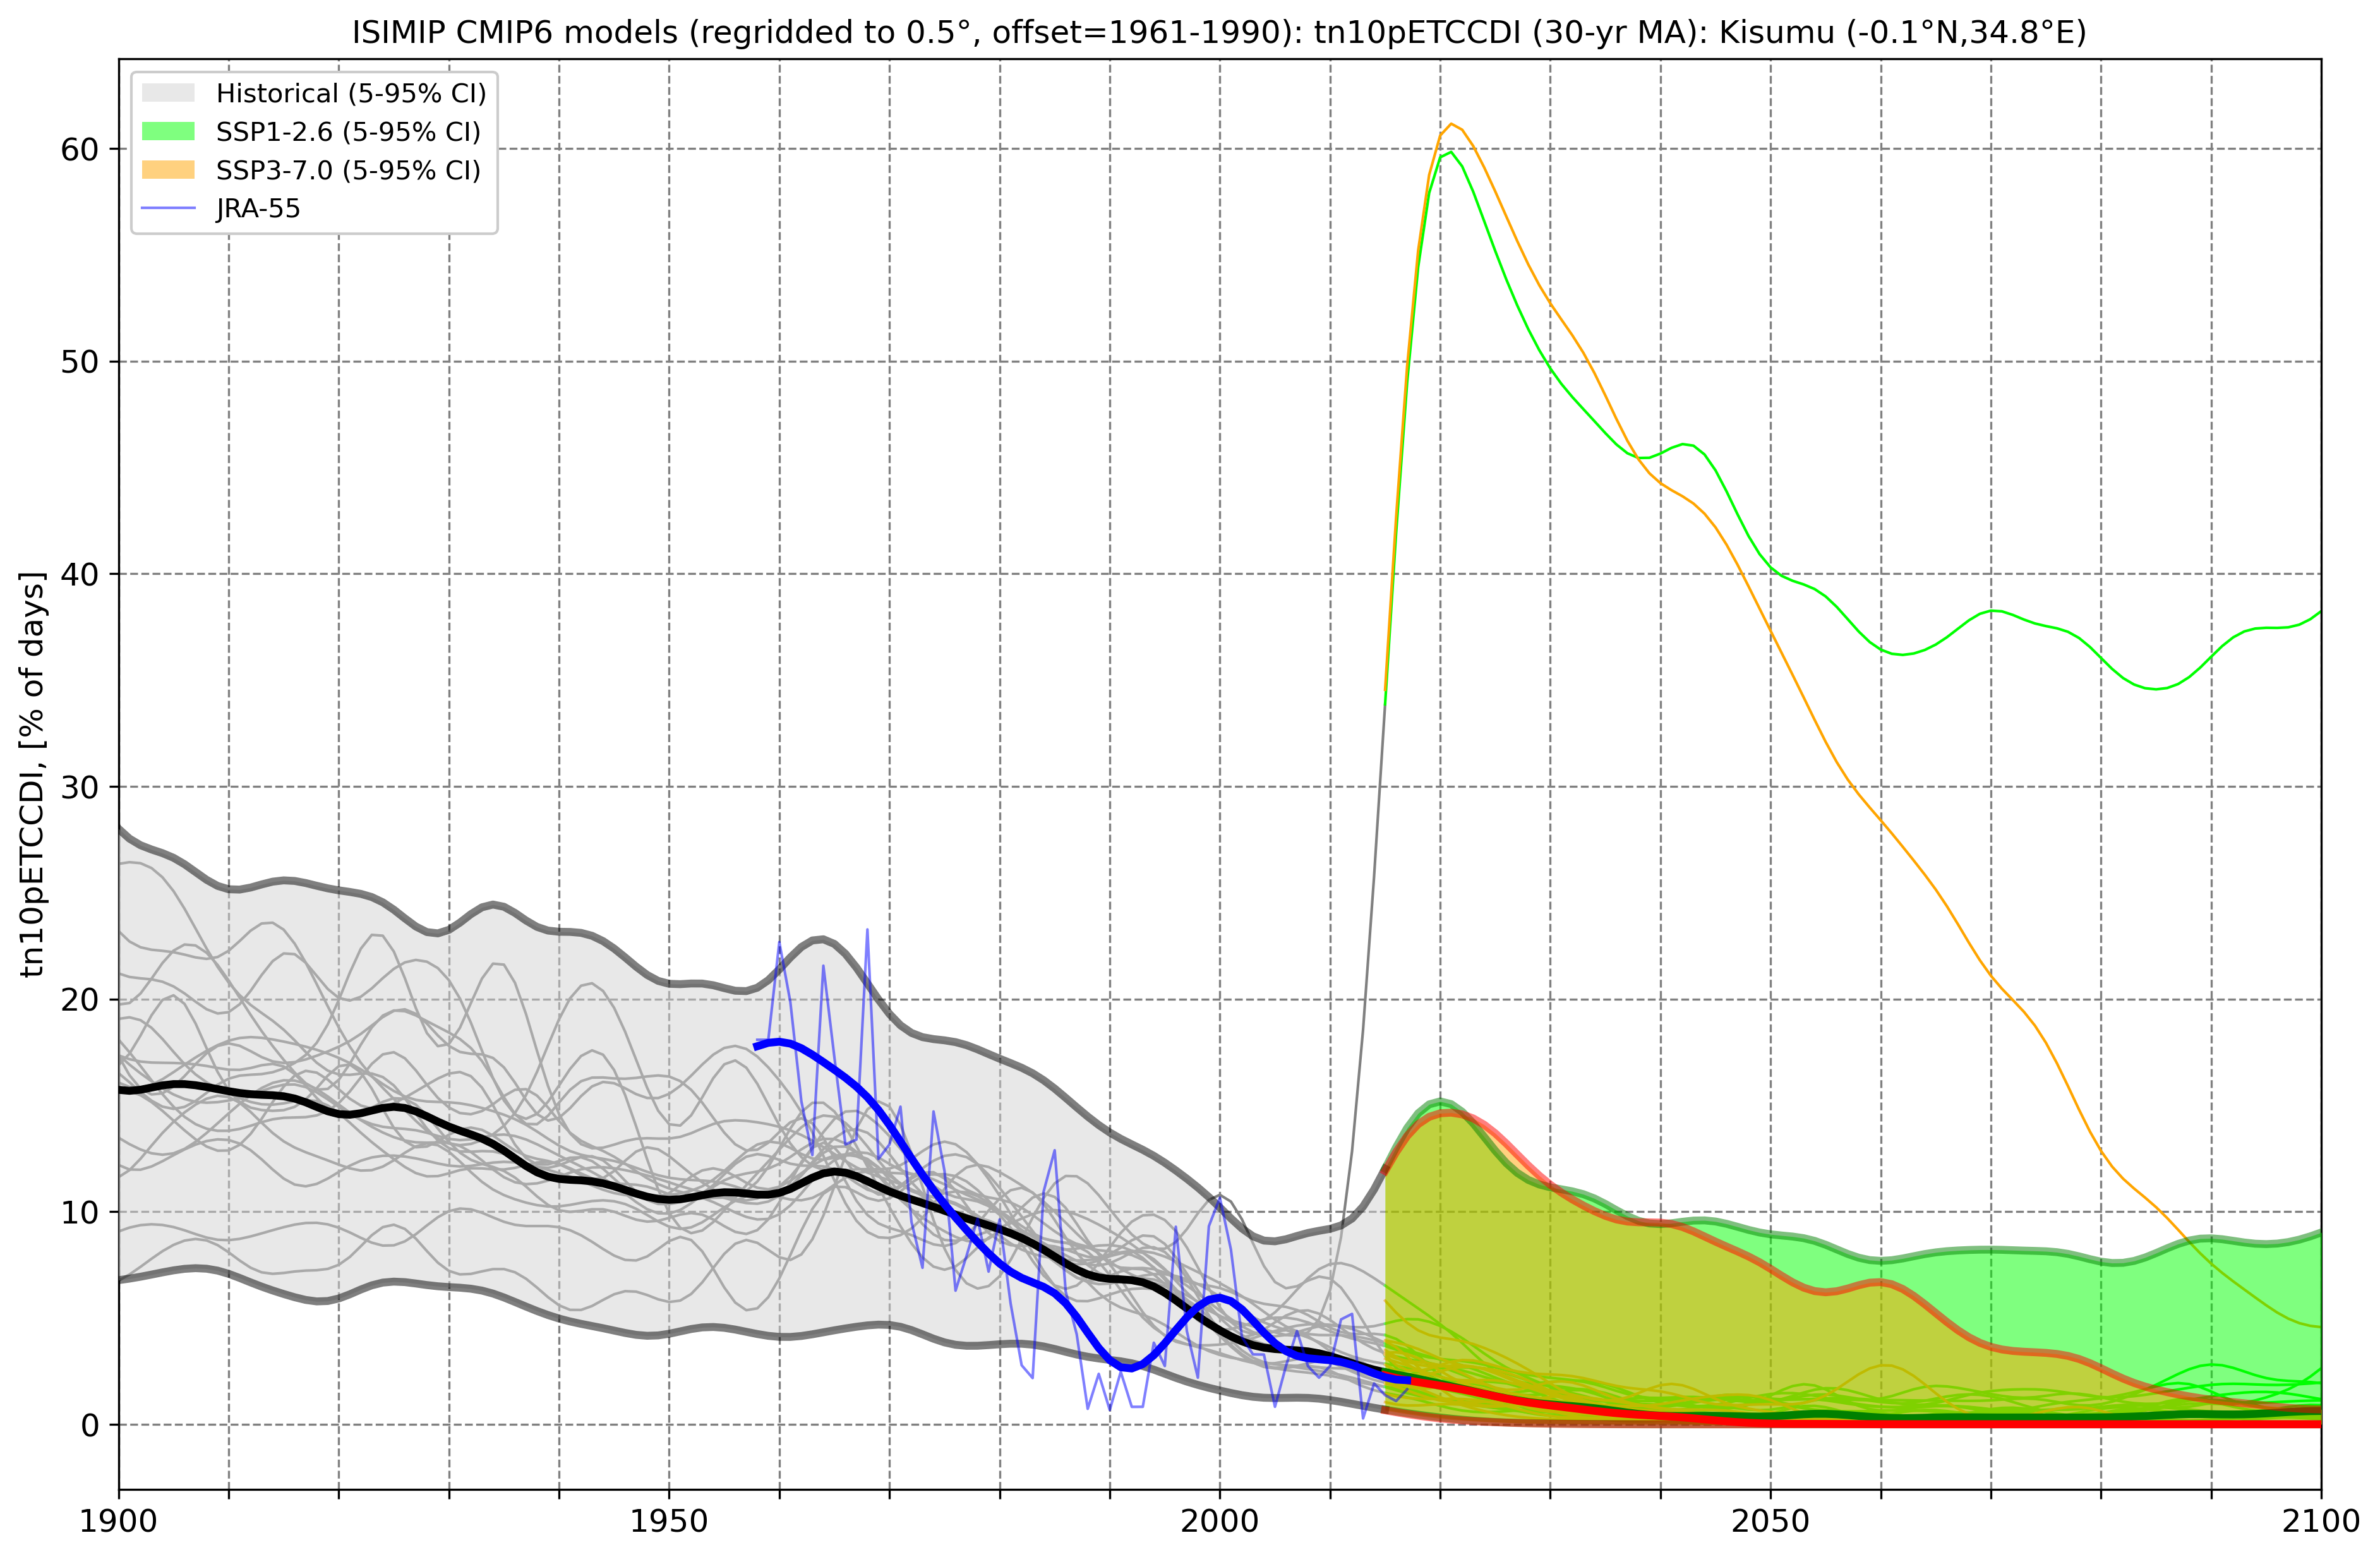 ISIMIP CMIP6 models (regridded to 0.5°, offset=1961-1990): tn10pETCCDI (30-yr MA): Kisumu (-0.1°N,34.8°E)
Historical (5-95% CI)
SSP1-2.6 (5-95% CI)
SSP3-7.0 (5-95% CI)
JRA-55
tn10pETCCDI, [% of days]
60
50
40
30
20
10
0
1900
1950
2000
2050
2100